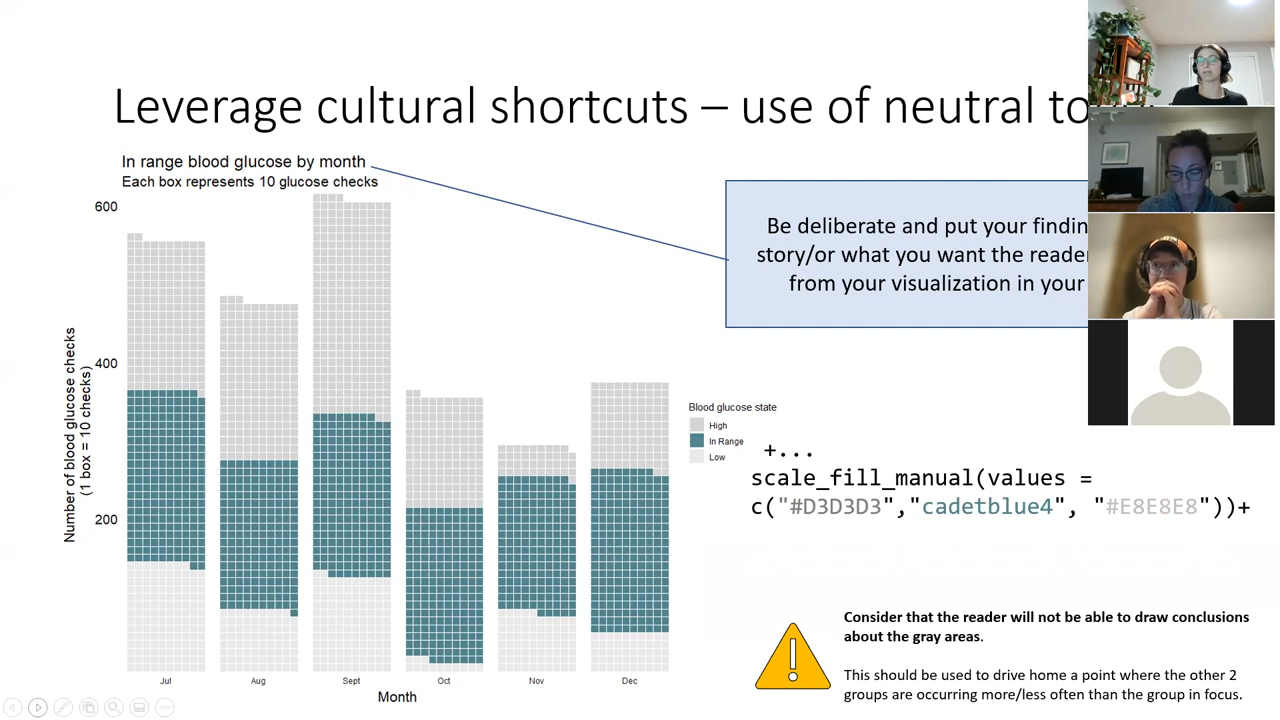 Leverage cultural shortcuts – use of neutral to
In range blood glucose by month
Each box represents 10 glucose checks
Be deliberate and put your findin
story/or what you want the reade
from your visualization in your
Number of blood glucose checks
(1 box = 10 checks)
600
400
200
Jul
Aug
Sept
Oct
Nov
Dec
Month
Blood glucose state
High
In Range
Low
+...
scale_fill_manual(values =
c("#D3D3D3","cadetblue4", "#E8E8E8"))+
Consider that the reader will not be able to draw conclusions
about the gray areas.
This should be used to drive home a point where the other 2
groups are occurring more/less often than the group in focus.